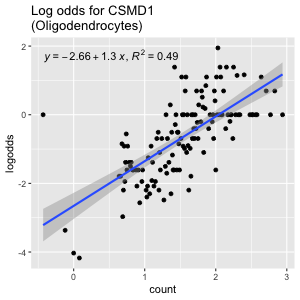 Log odds for CSMD1
(Oligodendrocytes)
y = −2.66 + 1.3 x, R² = 0.49
2
0
-2
-4
logodds
0 1 2 3
count